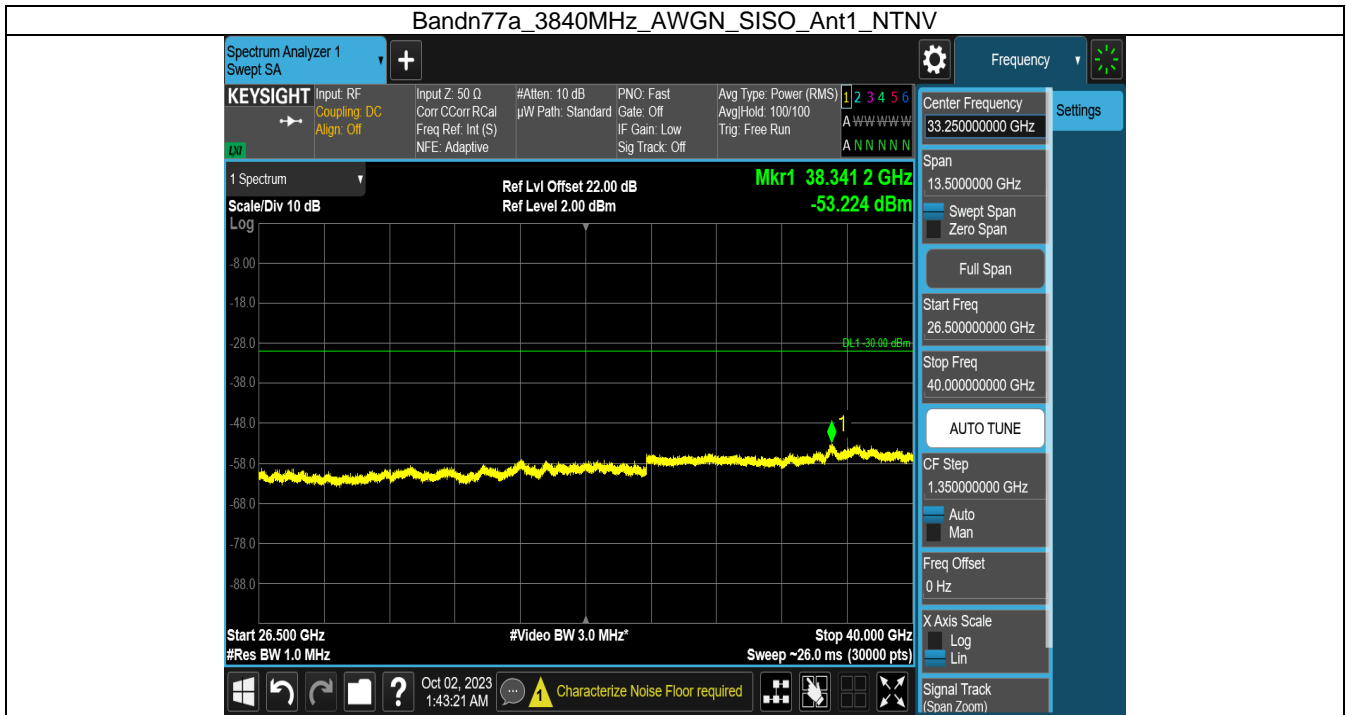 Bandn77a_3840MHz_AWGN_SISO_Ant1_NTNV
Spectrum Analyzer 1
Swept SA
+
Frequency
KEYSIGHT
LXI
Input: RF
Coupling: DC
Align: Off
Input Z: 50 Ω
Corr CCorr RCal
Freq Ref: Int (S)
NFE: Adaptive
#Atten: 10 dB
µW Path: Standard
PNO: Fast
Gate: Off
IF Gain: Low
Sig Track: Off
Avg Type: Power (RMS)
Avg|Hold: 100/100
Trig: Free Run
1 2 3 4 5 6
A W W W W W
A N N N N N
1 Spectrum
Scale/Div 10 dB
Log
Ref Lvl Offset 22.00 dB
Ref Level 2.00 dBm
Mkr1 38.341 2 GHz
-53.224 dBm
-8.00
-18.0
-28.0
DL1 -30.00 dBm
-38.0
-48.0
1
-58.0
-68.0
-78.0
-88.0
Start 26.500 GHz
#Video BW 3.0 MHz*
Stop 40.000 GHz
#Res BW 1.0 MHz
Sweep ~26.0 ms (30000 pts)
Center Frequency
33.250000000 GHz
Settings
Span
13.5000000 GHz
Swept Span
Zero Span
Full Span
Start Freq
26.500000000 GHz
Stop Freq
40.000000000 GHz
AUTO TUNE
CF Step
1.350000000 GHz
Auto
Man
Freq Offset
0 Hz
X Axis Scale
Log
Lin
Signal Track
(Span Zoom)
?
Oct 02, 2023
1:43:21 AM
1
Characterize Noise Floor required